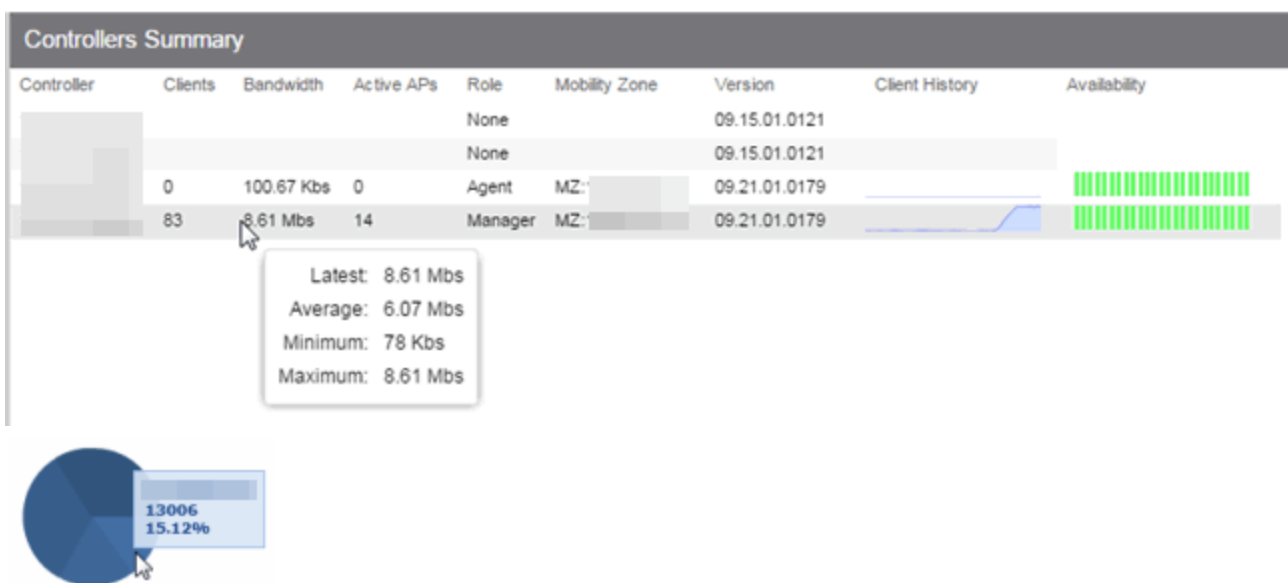 Controllers Summary
Controller Clients Bandwidth Active APs Role Mobility Zone Version Client History Availability
None 09.15.01.0121
None 09.15.01.0121
0 100.67 Kbs 0 Agent MZ: 09.21.01.0179
83 8.61 Mbs 14 Manager MZ: 09.21.01.0179
Latest: 8.61 Mbs
Average: 6.07 Mbs
Minimum: 78 Kbs
Maximum: 8.61 Mbs
13006
15.12%